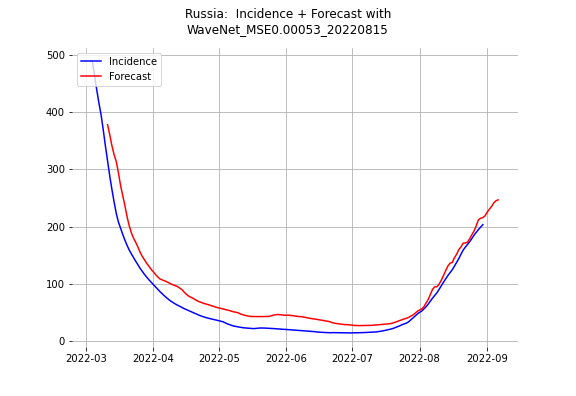 Russia:  Incidence + Forecast with
WaveNet_MSE0.00053_20220815
500
400
300
200
100
0
Incidence
Forecast
2022-03 2022-04 2022-05 2022-06 2022-07 2022-08 2022-09